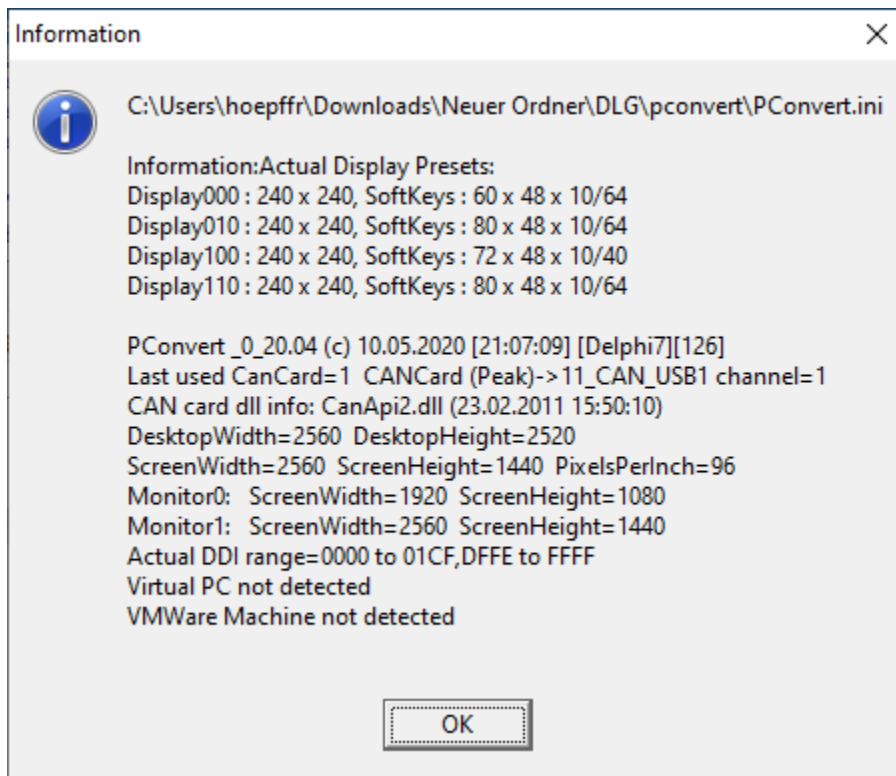 Information
C:\Users\hoepffr\Downloads\Neuer Ordner\DLG\pconvert\PConvert.ini
Information:Actual Display Presets:
Display000 : 240 x 240, SoftKeys : 60 x 48 x 10/64
Display010 : 240 x 240, SoftKeys : 80 x 48 x 10/64
Display100 : 240 x 240, SoftKeys : 72 x 48 x 10/40
Display110 : 240 x 240, SoftKeys : 80 x 48 x 10/64
PConvert _0_20.04 (c) 10.05.2020 [21:07:09] [Delphi7][126]
Last used CanCard=1  CANCard (Peak)->11_CAN_USB1 channel=1
CAN card dll info: CanApi2.dll (23.02.2011 15:50:10)
DesktopWidth=2560  DesktopHeight=2520
ScreenWidth=2560  ScreenHeight=1440  PixelsPerInch=96
Monitor0:   ScreenWidth=1920  ScreenHeight=1080
Monitor1:   ScreenWidth=2560  ScreenHeight=1440
Actual DDI range=0000 to 01CF,DFFE to FFFF
Virtual PC not detected
VMWare Machine not detected
OK